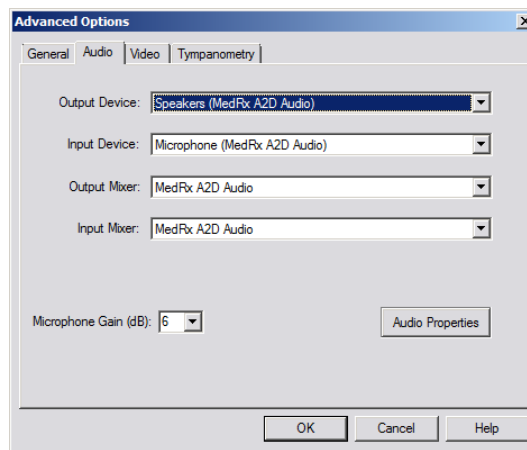 Advanced Options
General Audio Video Tympanometry
Output Device: Speakers (MedRx A2D Audio)
Input Device: Microphone (MedRx A2D Audio)
Output Mixer: MedRx A2D Audio
Input Mixer: MedRx A2D Audio
Microphone Gain (dB): 6 Audio Properties
OK Cancel Help